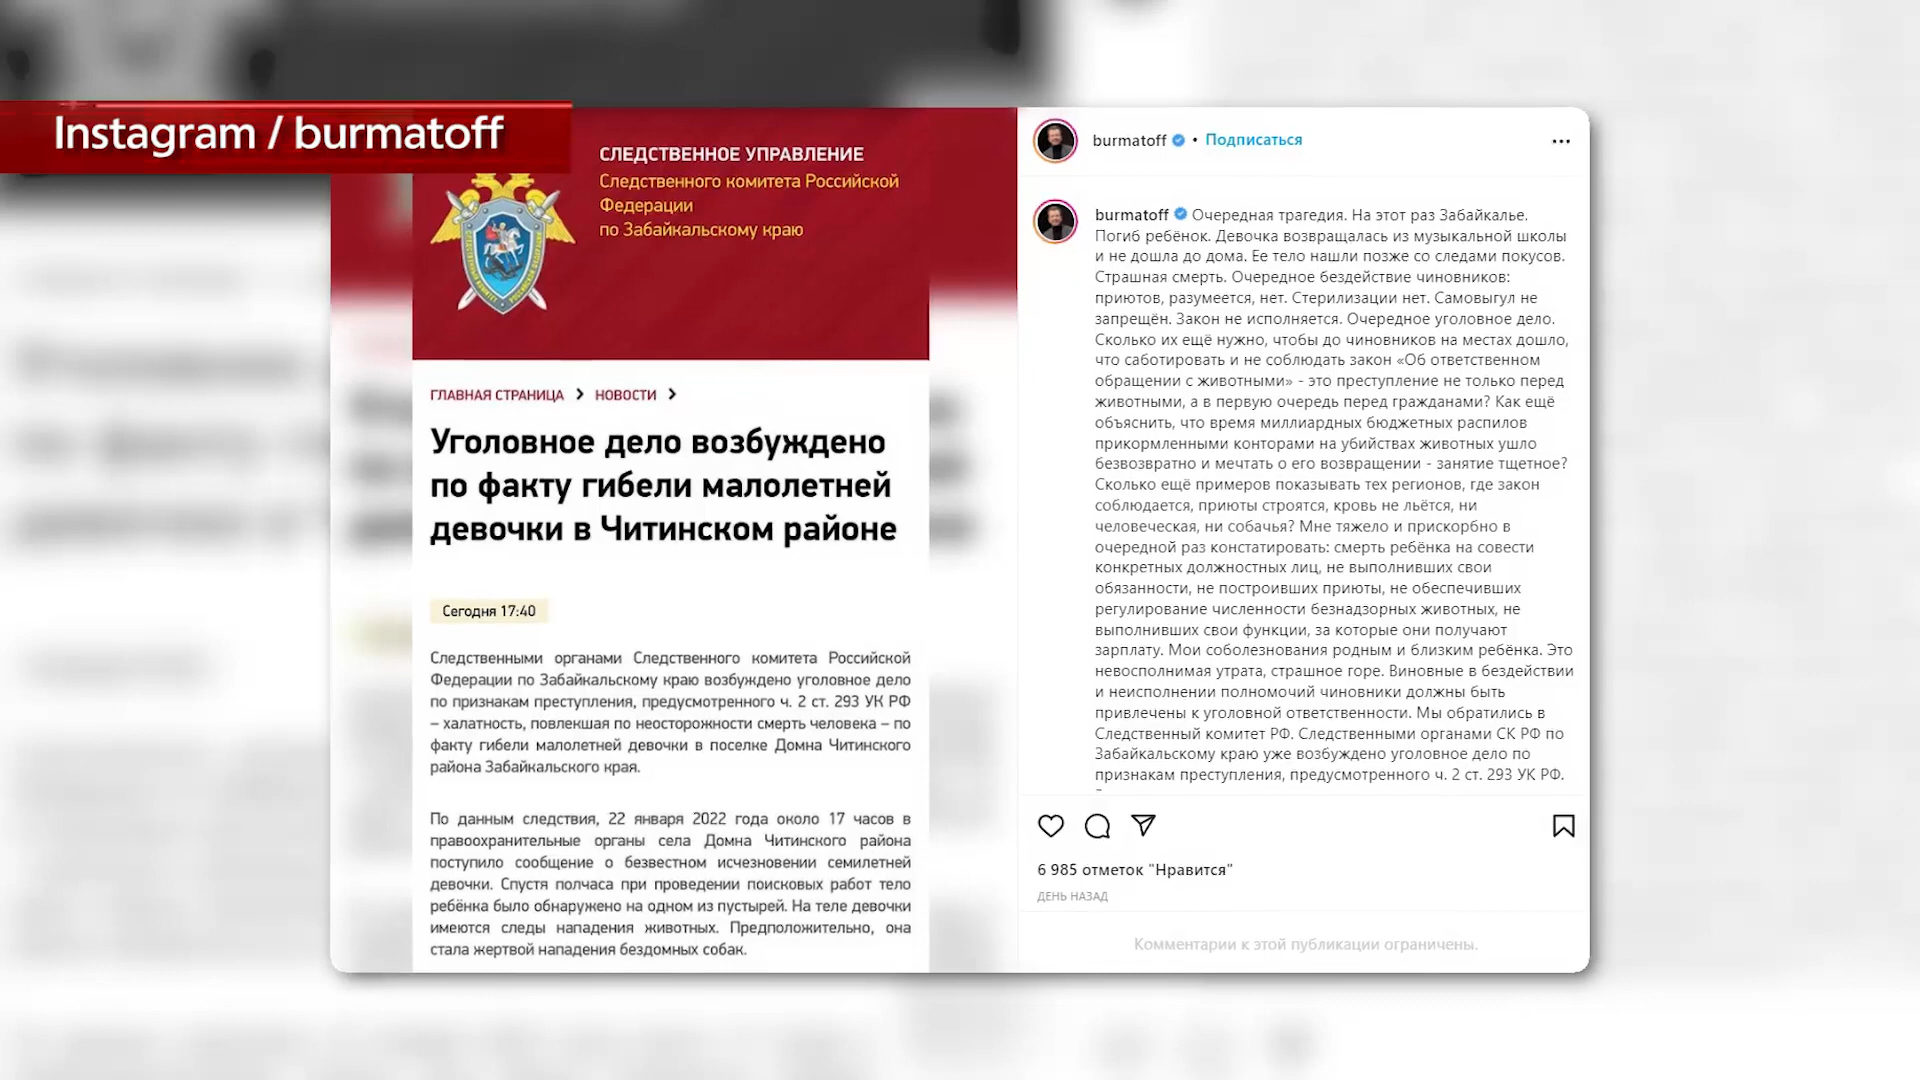 Instagram / burmatoff
СЛЕДСТВЕННОЕ УПРАВЛЕНИЕ
Следственного комитета Российской
Федерации
по Забайкальскому краю
ГЛАВНАЯ СТРАНИЦА > НОВОСТИ >
Уголовное дело возбуждено
по факту гибели малолетней
девочки в Читинском районе
Сегодня 17:40
Следственными органами Следственного комитета Российской
Федерации по Забайкальскому краю возбуждено уголовное дело
по признакам преступления, предусмотренного ч. 2 ст. 293 УК РФ
– халатность, повлекшая по неосторожности смерть человека – по
факту гибели малолетней девочки в поселке Домна Читинского
района Забайкальского края.
По данным следствия, 22 января 2022 года около 17 часов в
правоохранительные органы села Домна Читинского района
поступило сообщение о безвестном исчезновении семилетней
девочки. Спустя полчаса при проведении поисковых работ тело
ребёнка было обнаружено на одном из пустырей. На теле девочки
имеются следы нападения животных. Предположительно, она
стала жертвой нападения бездомных собак.
burmatoff • Подписаться
burmatoff Очередная трагедия. На этот раз Забайкалье.
Погиб ребёнок. Девочка возвращалась из музыкальной школы
и не дошла до дома. Ее тело нашли позже со следами покусов.
Страшная смерть. Очередное бездействие чиновников:
приютов, разумеется, нет. Стерилизации нет. Самовыгул не
запрещён. Закон не исполняется. Очередное уголовное дело.
Сколько их ещё нужно, чтобы до чиновников на местах дошло,
что саботировать и не соблюдать закон «Об ответственном
обращении с животными» - это преступление не только перед
животными, а в первую очередь перед гражданами? Как ещё
объяснить, что время миллиардных бюджетных распилов
прикормленными конторами на убийствах животных ушло
безвозвратно и мечтать о его возвращении - занятие тщетное?
Сколько ещё примеров показывать тех регионов, где закон
соблюдается, приюты строятся, кровь не льётся, ни
человеческая, ни собачья? Мне тяжело и прискорбно в
очередной раз констатировать: смерть ребёнка на совести
конкретных должностных лиц, не выполнивших свои
обязанности, не построивших приюты, не обеспечивших
регулирование численности безнадзорных животных, не
выполнивших свои функции, за которые они получают
зарплату. Мои соболезнования родным и близким ребёнка. Это
невосполнимая утрата, страшное горе. Виновные в бездействии
и неисполнении полномочий чиновники должны быть
привлечены к уголовной ответственности. Мы обратились в
Следственный комитет РФ. Следственными органами СК РФ по
Забайкальскому краю уже возбуждено уголовное дело по
признакам преступления, предусмотренного ч. 2 ст. 293 УК РФ.
6 985 отметок "Нравится"
ДЕНЬ НАЗАД
Комментарии к этой публикации ограничены.